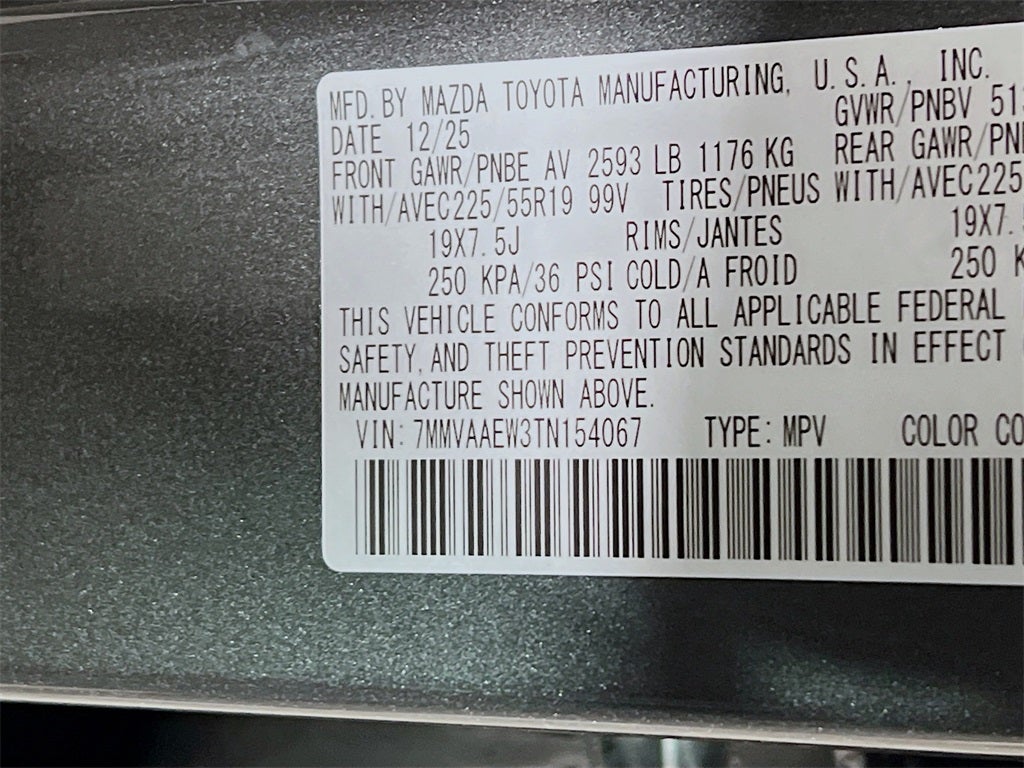 MFD. BY MAZDA TOYOTA MANUFACTURING, U.S.A., INC.
DATE 12/25 GVWR/PNBV
FRONT GAWR/PNBE AV 2593 LB 1176 KG REAR GAWR/
WITH/AVEC225/55R19 99V TIRES/PNEUS WITH/AVEC225
19X7.5J RIMS/JANTES 19X7.
250 KPA/36 PSI COLD/A FROID 250
THIS VEHICLE CONFORMS TO ALL APPLICABLE FEDERAL
SAFETY, AND THEFT PREVENTION STANDARDS IN EFFECT
MANUFACTURE SHOWN ABOVE.
VIN: 7MMVAAEW3TN154067 TYPE: MPV COLOR CO